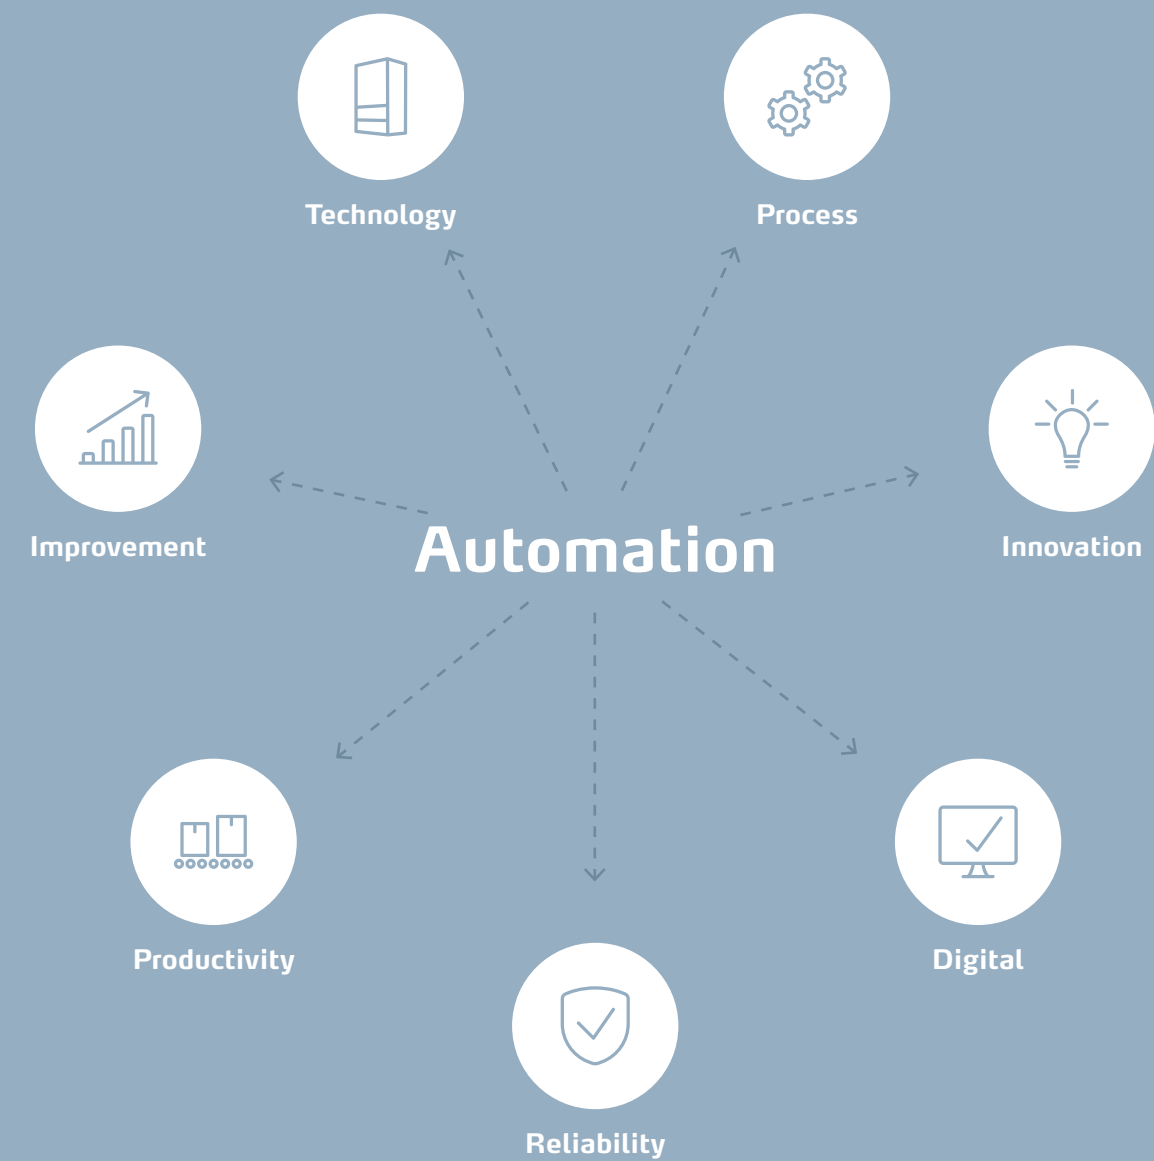 Technology
Process
Improvement
Automation
Innovation
Productivity
Digital
Reliability